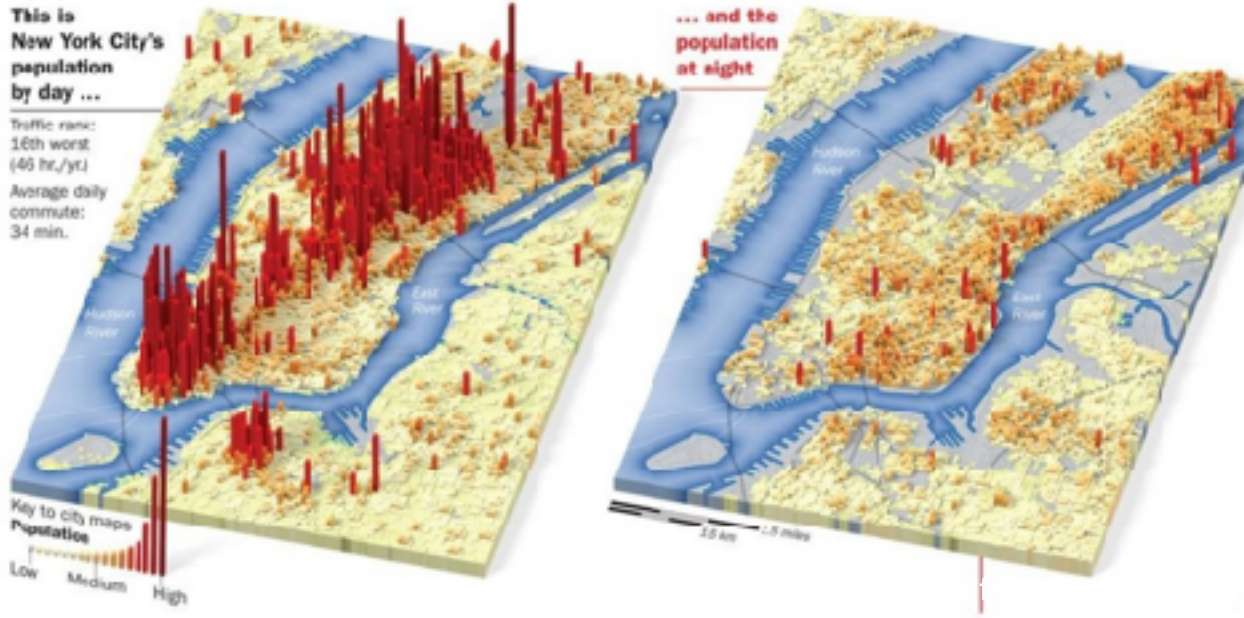 This is
New York City's
population
by day ...
Traffic rank:
16th worst
(46 hr./yr.)
Average daily
commute:
34 min.
... and the
population
at night
Hudson
River
East
River
Hudson
River
East
River
Key to city maps
Population
Low
Medium
High
15 km
miles